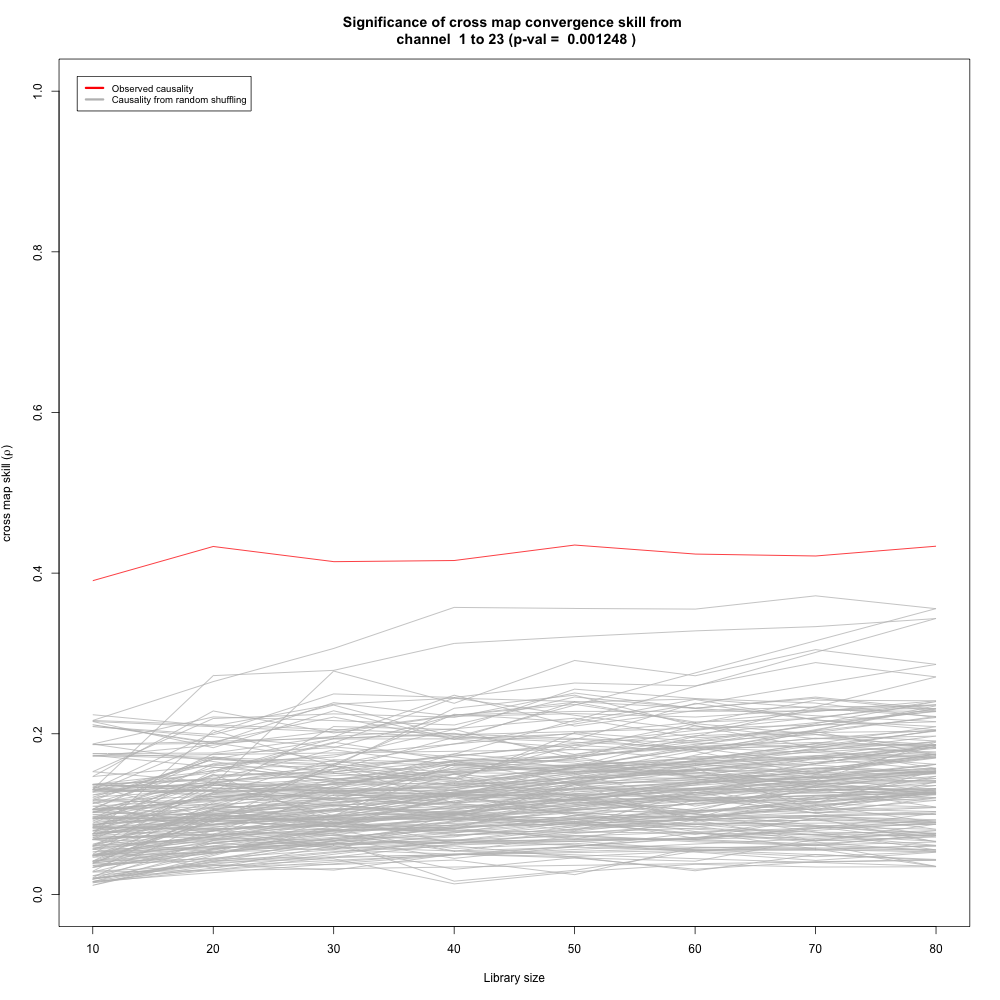 Significance of cross map convergence skill from
channel  1 to 23 (p-val =  0.001248 )
Observed causality
Causality from random shuffling
1.0
0.8
0.6
0.4
0.2
0.0
cross map skill (ρ)
10 20 30 40 50 60 70 80
Library size